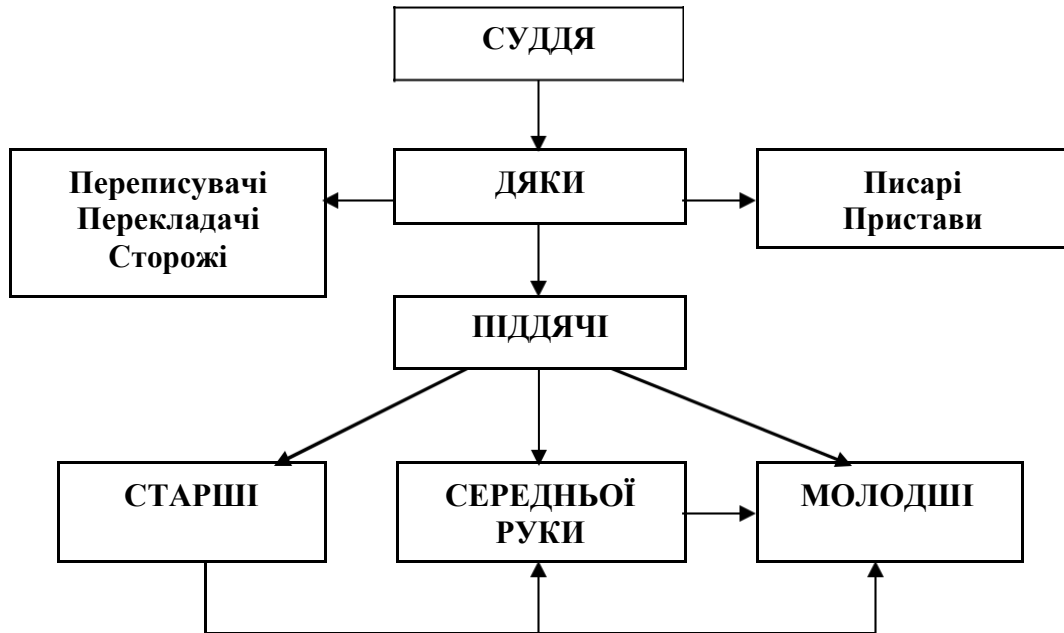 СУДДЯ
Переписувачі
Перекладачі
Сторожі
ДЯКИ
Писарі
Пристави
ПІДДЯЧІ
СТАРШІ
СЕРЕДНЬОЇ
РУКИ
МОЛОДШІ